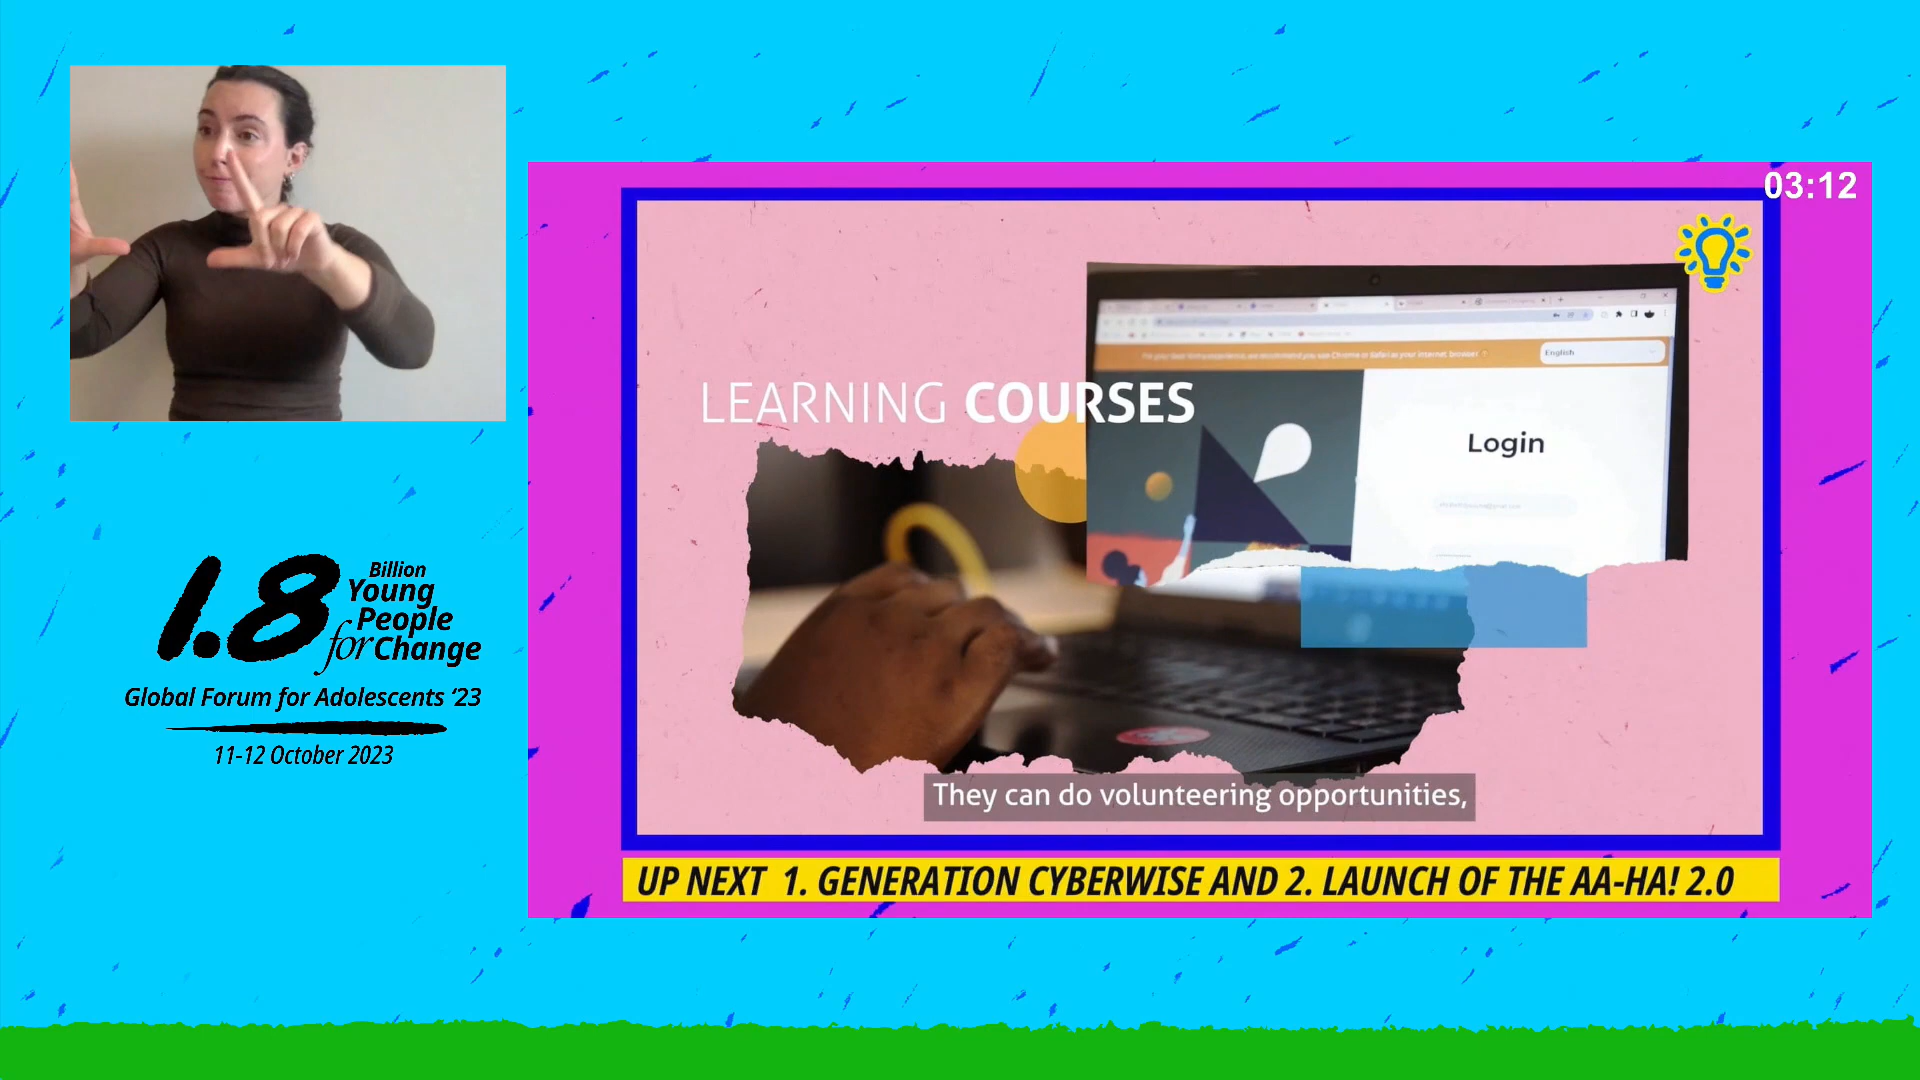 03:12
English
LEARNING COURSES
Login
1.8
Billion
Young
People
for Change
Global Forum for Adolescents ‘23
11-12 October 2023
They can do volunteering opportunities,
UP NEXT 1. GENERATION CYBERWISE AND 2. LAUNCH OF THE AA-HA! 2.0